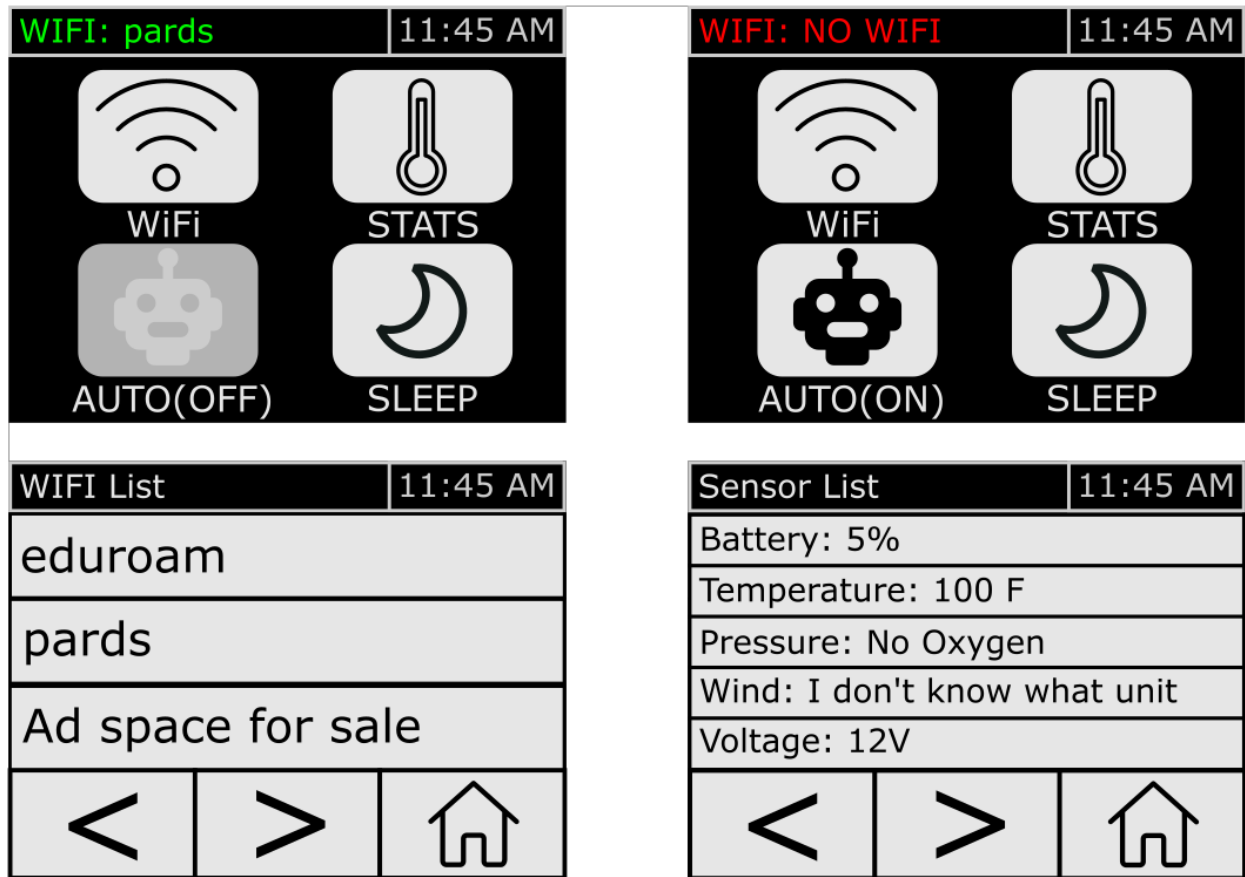 WIFI: pards
11:45 AM
WiFi
STATS
AUTO(OFF)
SLEEP
WIFI: NO WIFI
11:45 AM
WiFi
STATS
AUTO(ON)
SLEEP
WIFI List
11:45 AM
eduroam
pards
Ad space for sale
<
>
Sensor List
11:45 AM
Battery: 5%
Temperature: 100 F
Pressure: No Oxygen
Wind: I don't know what unit
Voltage: 12V
<
>